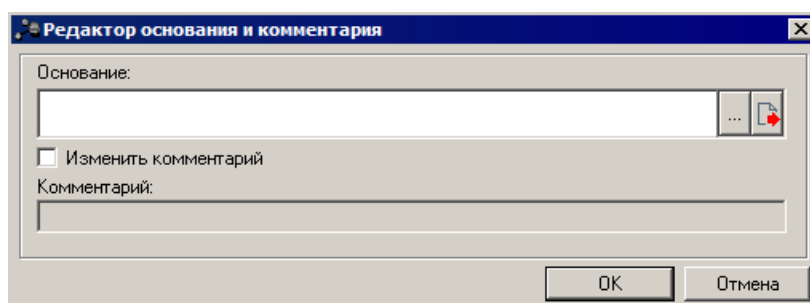 Редактор основания и комментария
Основание:
...
Изменить комментарий
Комментарий:
OK Отмена